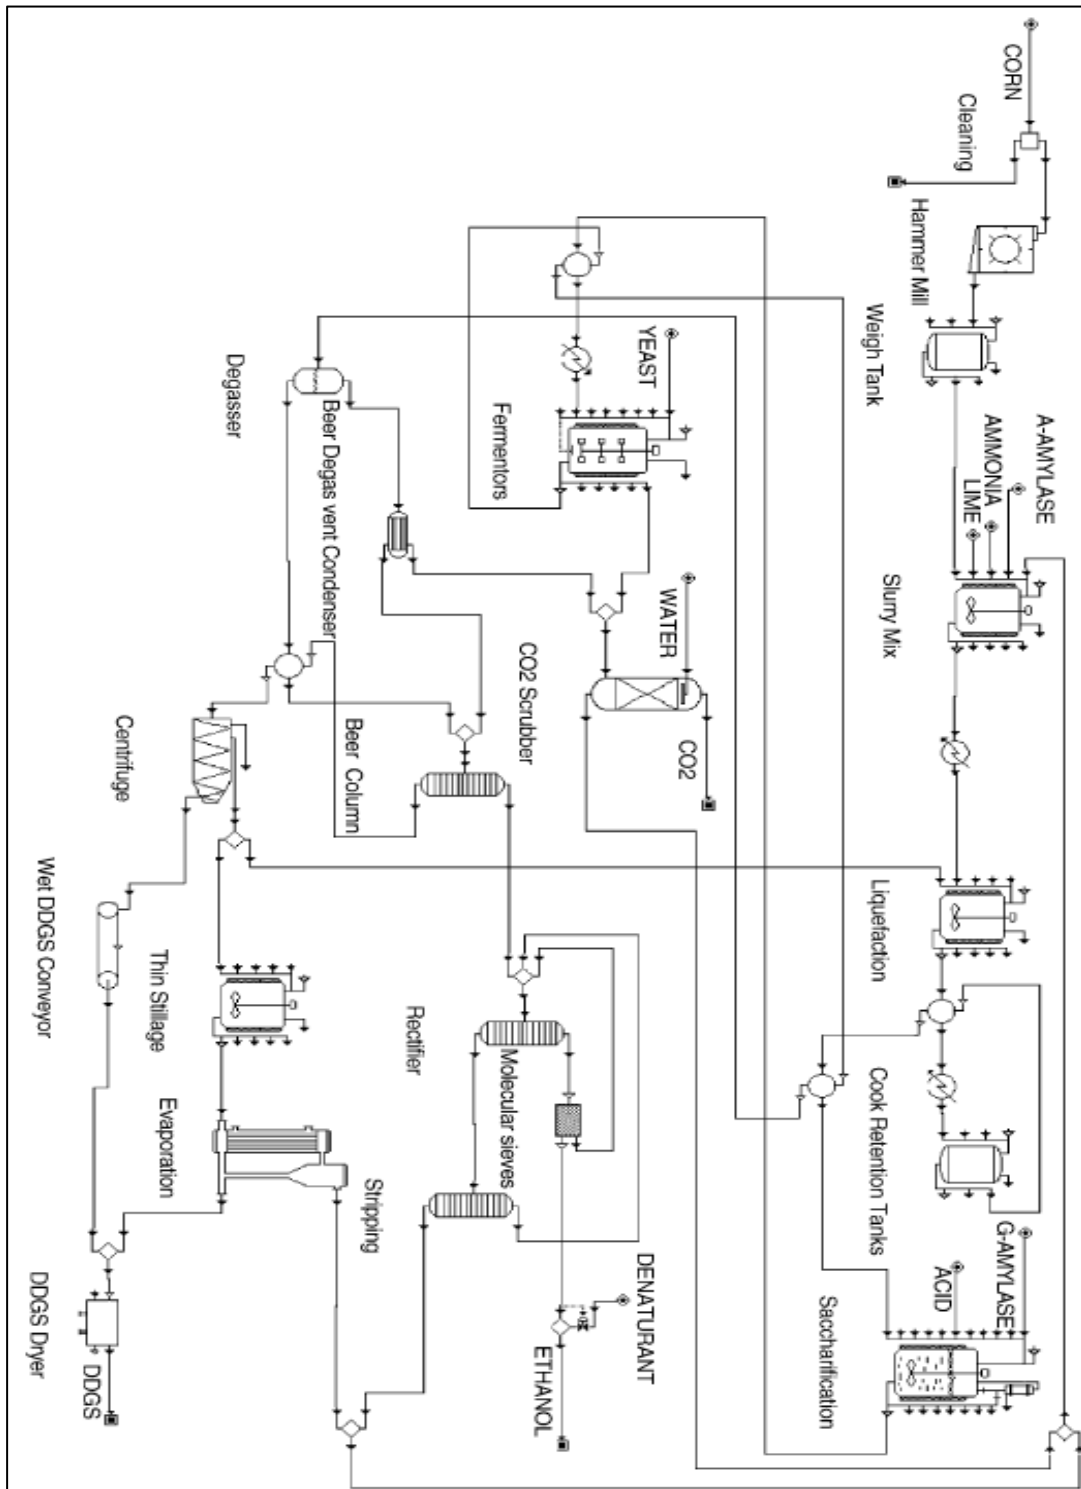 CORN
Cleaning
Hammer Mill
Weigh Tank
A-AMYLASE
AMMONIA
LIME
Slurry Mix
Liquefaction
Cook Retention Tanks
G-AMYLASE
ACID
Saccharification
YEAST
Fermentors
WATER
CO2
CO2 Scrubber
Degasser
Beer Degas vent Condenser
Beer Column
Rectifier
Molecular sieves
Stripping
DENATURANT
ETHANOL
Centrifuge
Thin Stillage
Evaporation
Wet DDGS Conveyor
DDGS Dryer
DDGS